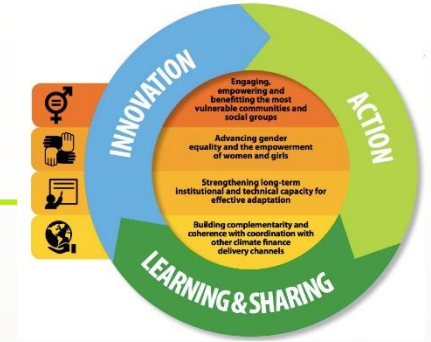 INNOVATION
ACTION
Engaging,
empowering and
benefitting the most
vulnerable communities and
social groups
Advancing gender
equality and the empowerment
of women and girls
Strengthening long-term
institutional and technical capacity for
effective adaptation
Building complementarity and
coherence with coordination with
other climate finance
delivery channels
LEARNING & SHARING